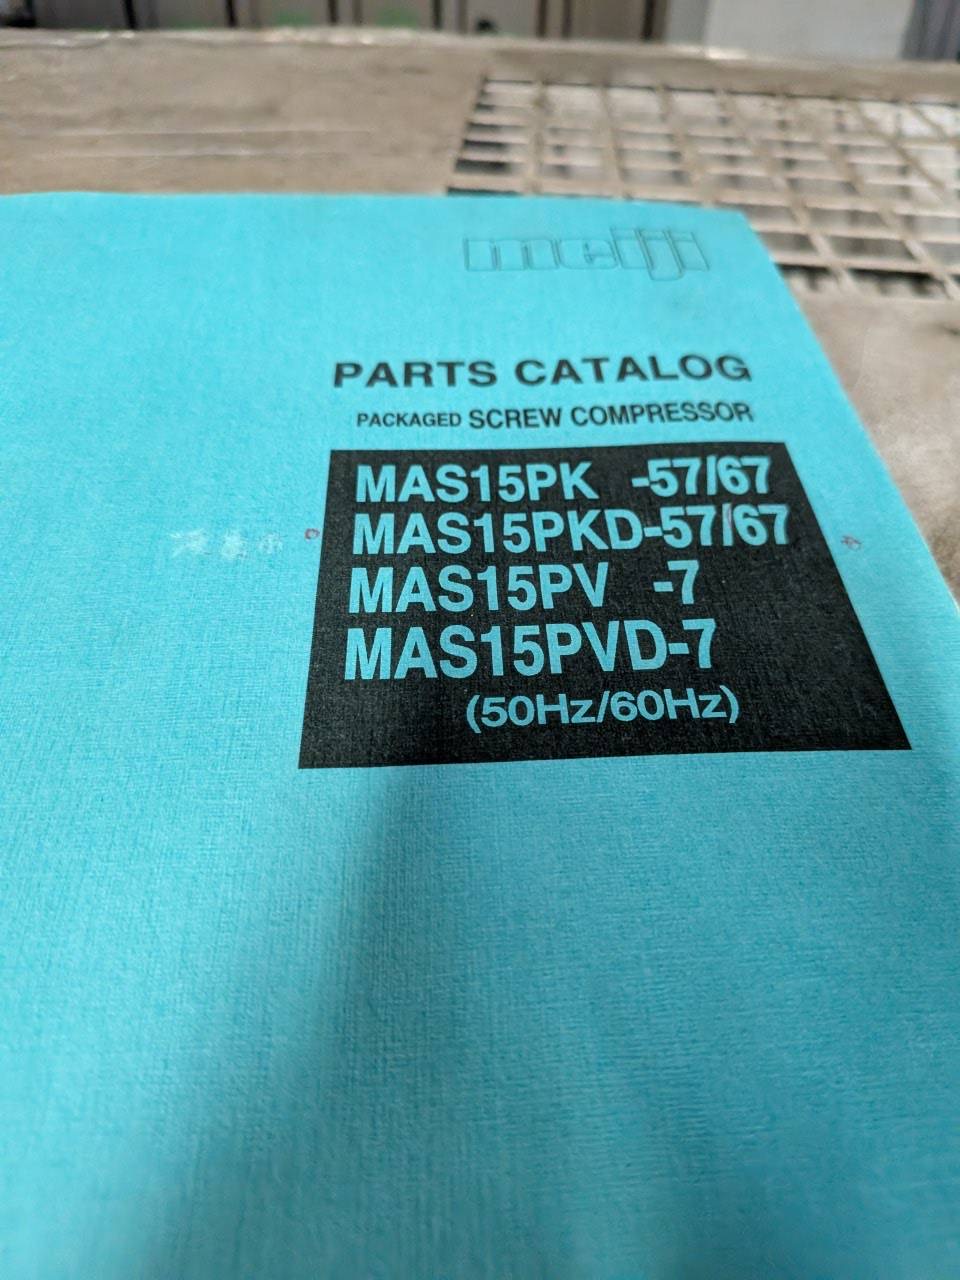 meiji
PARTS CATALOG
PACKAGED SCREW COMPRESSOR
MAS15PK -57/67
MAS15PKD-57/67
MAS15PV -7
MAS15PVD-7
(50Hz/60Hz)